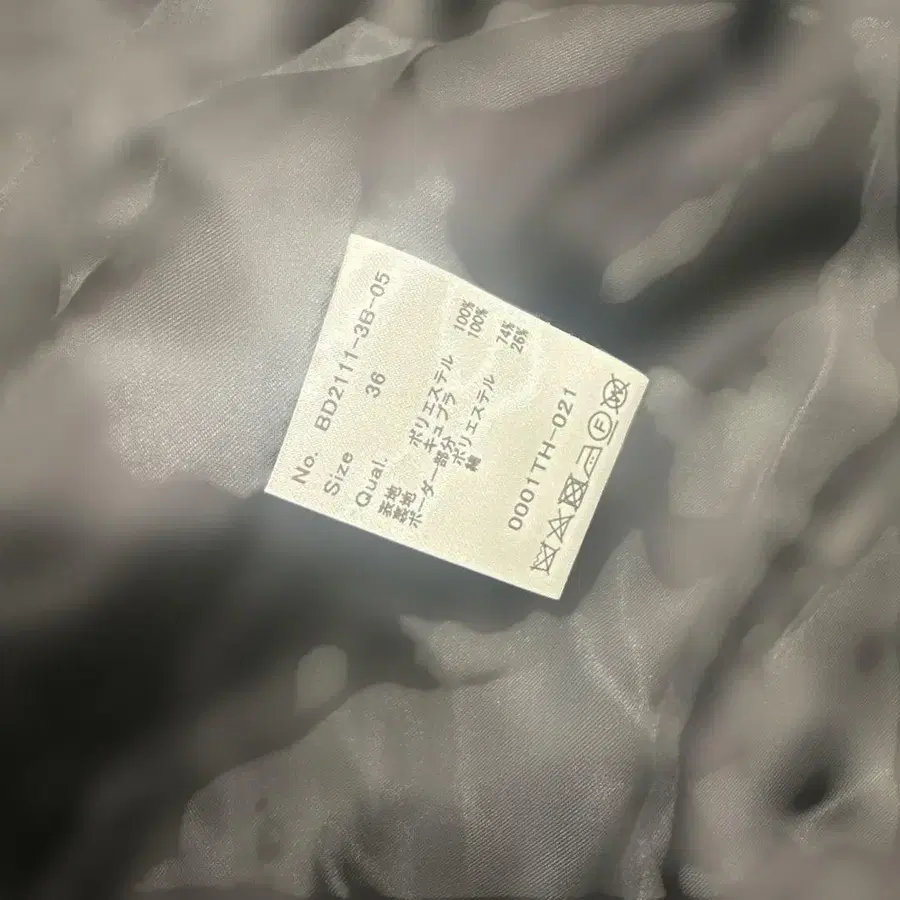 No. BD2111-3B-05
Size 36
Qual.
表地 ポリエステル 100%
裏地 キュプラ 100%
ボーダー部分
ポリエステル 74%
綿 26%
0001TH-021
F
W